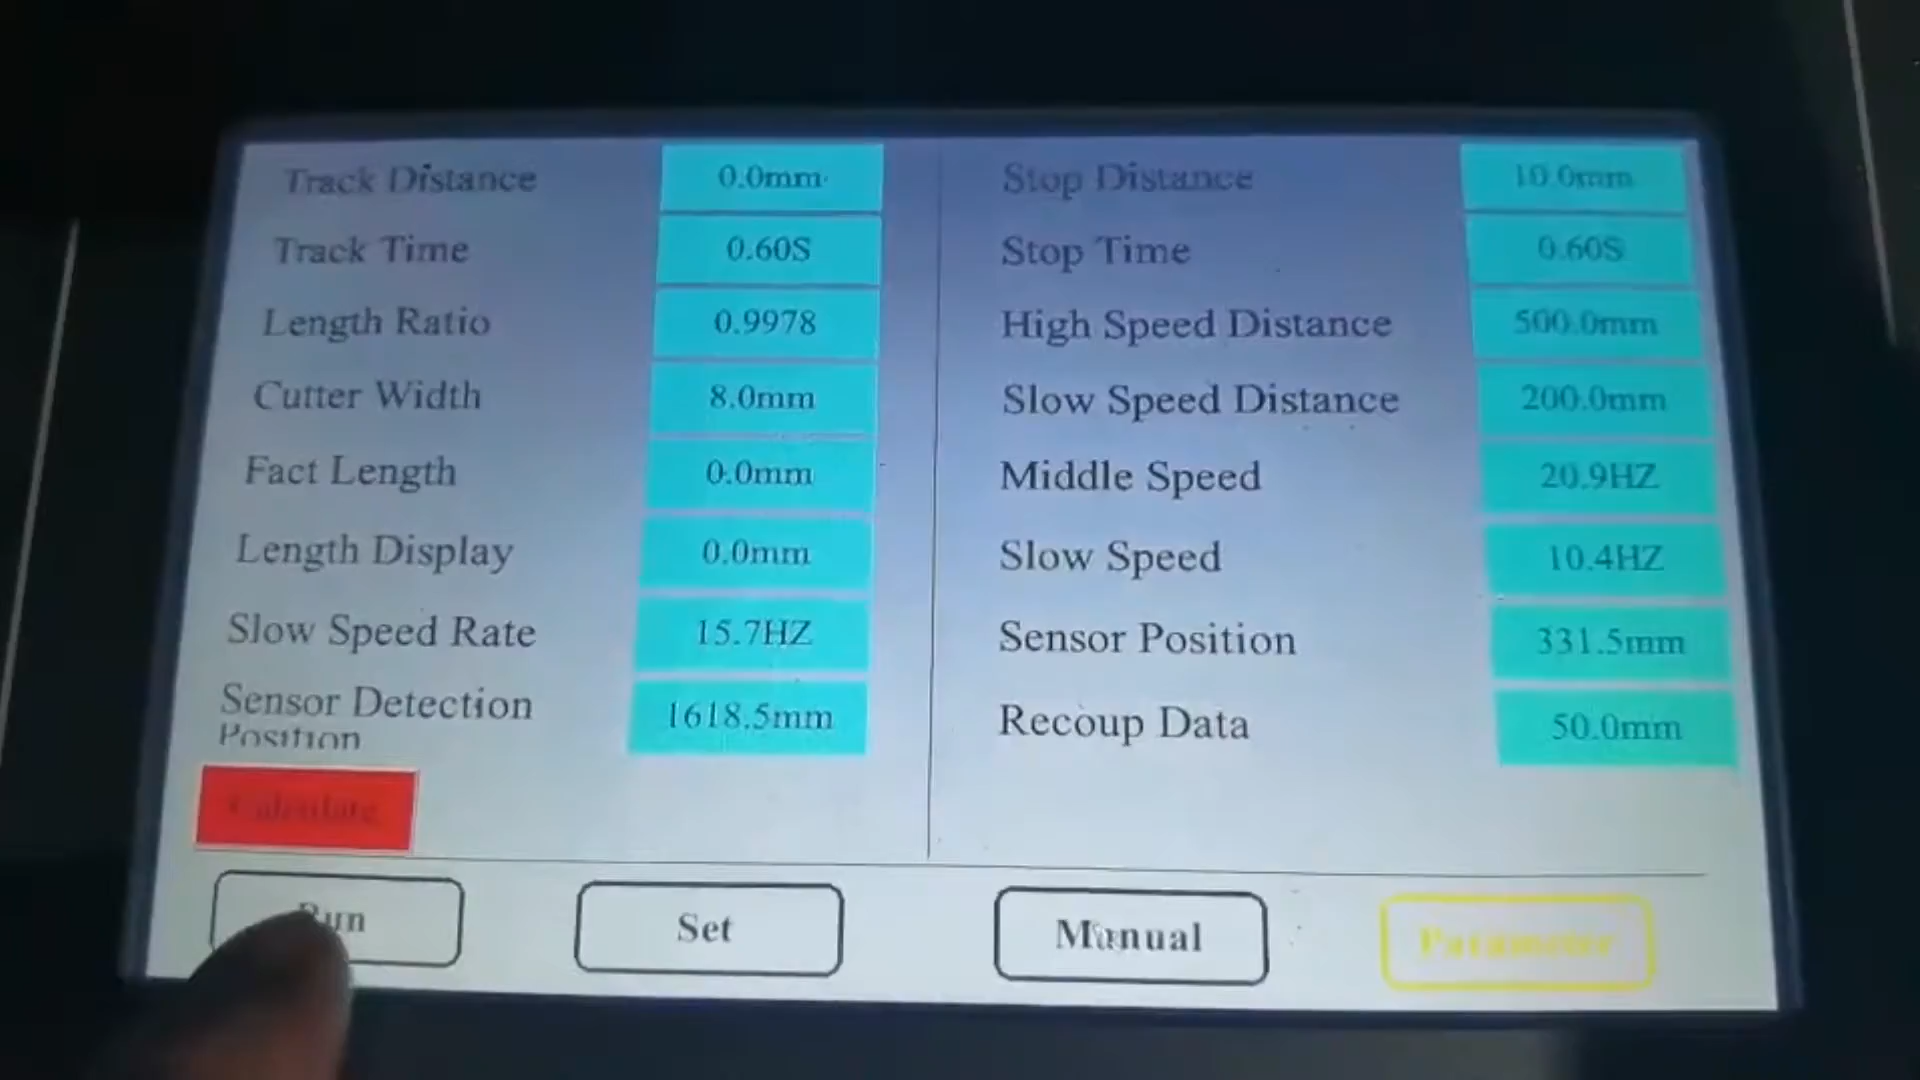 Track Distance 0.0mm
Track Time 0.60S
Length Ratio 0.9978
Cutter Width 8.0mm
Fact Length 0.0mm
Length Display 0.0mm
Slow Speed Rate 15.7HZ
Sensor Detection
Position 1618.5mm
Calculate
Stop Distance 10.0mm
Stop Time 0.60S
High Speed Distance 500.0mm
Slow Speed Distance 200.0mm
Middle Speed 20.9HZ
Slow Speed 10.4HZ
Sensor Position 331.5mm
Recoup Data 50.0mm
Run Set Manual Parameter